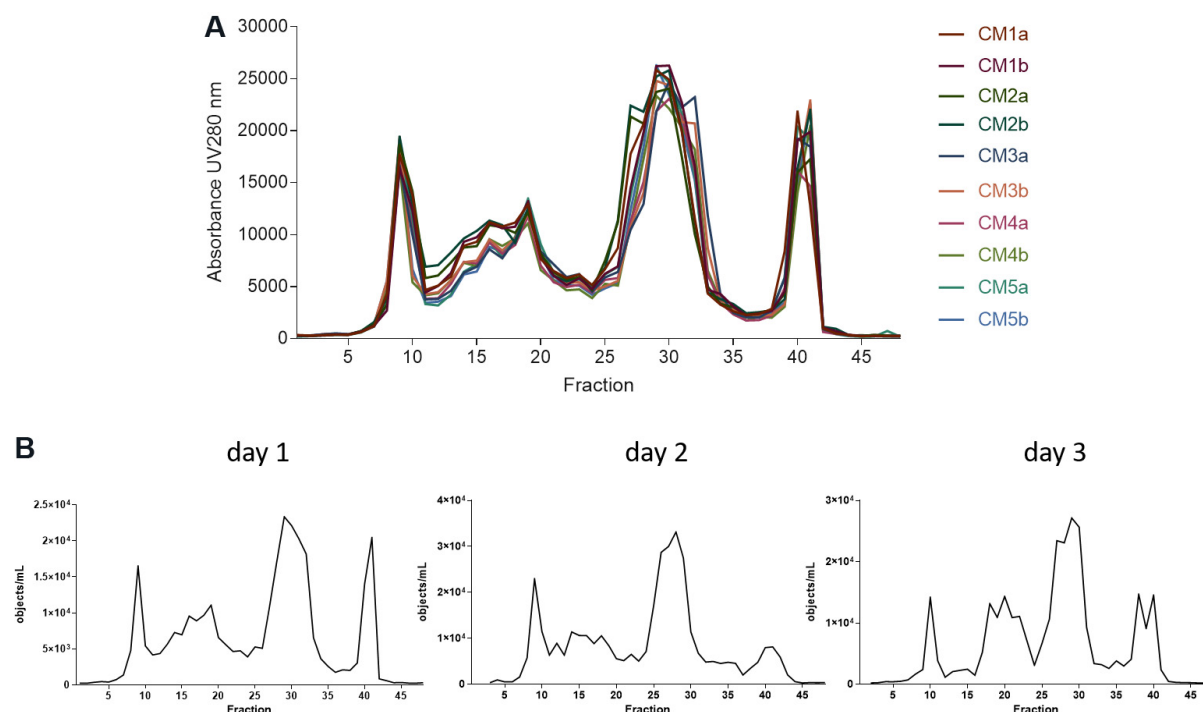 A
Absorbance UV280 nm
30000
25000
20000
15000
10000
5000
0
5 10 15 20 25 30 35 40 45
Fraction
CM1a
CM1b
CM2a
CM2b
CM3a
CM3b
CM4a
CM4b
CM5a
CM5b
B
day 1
objects/mL
2.5×10⁴
2×10⁴
1.5×10⁴
1×10⁴
5×10³
0
5 10 15 20 25 30 35 40 45
Fraction
day 2
objects/mL
4×10⁴
3×10⁴
2×10⁴
1×10⁴
0
5 10 15 20 25 30 35 40 45
Fraction
day 3
objects/mL
3×10⁴
2×10⁴
1×10⁴
0
5 10 15 20 25 30 35 40 45
Fraction